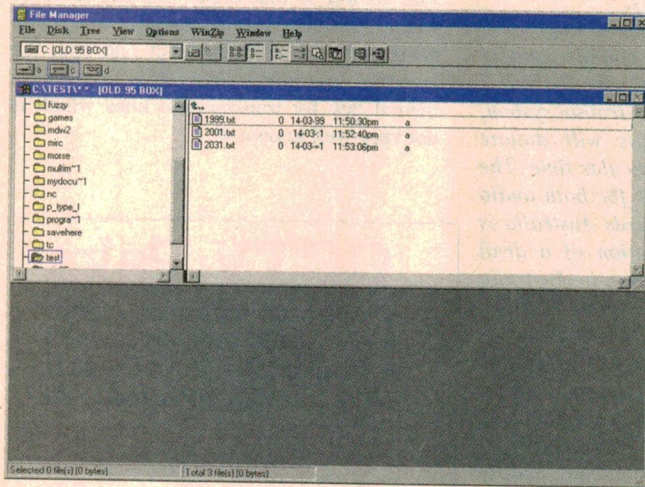 File Manager
File Disk Tree View Options WinZip Window Help
C: [OLD 95 BOX]
a c d
C:\TEST\*.* - [OLD 95 BOX]
fuzzy
games
mdw2
mirc
morse
multim~1
mydocu~1
nc
p_type_l
progra~1
savehere
tc
test
1999.txt 0 14-03-99 11:50:30pm a
2001.txt 0 14-03-:1 11:52:40pm a
2031.txt 0 14-03-=1 11:53:06pm a
Selected 0 file(s) (0 bytes) Total 3 file(s) (0 bytes)